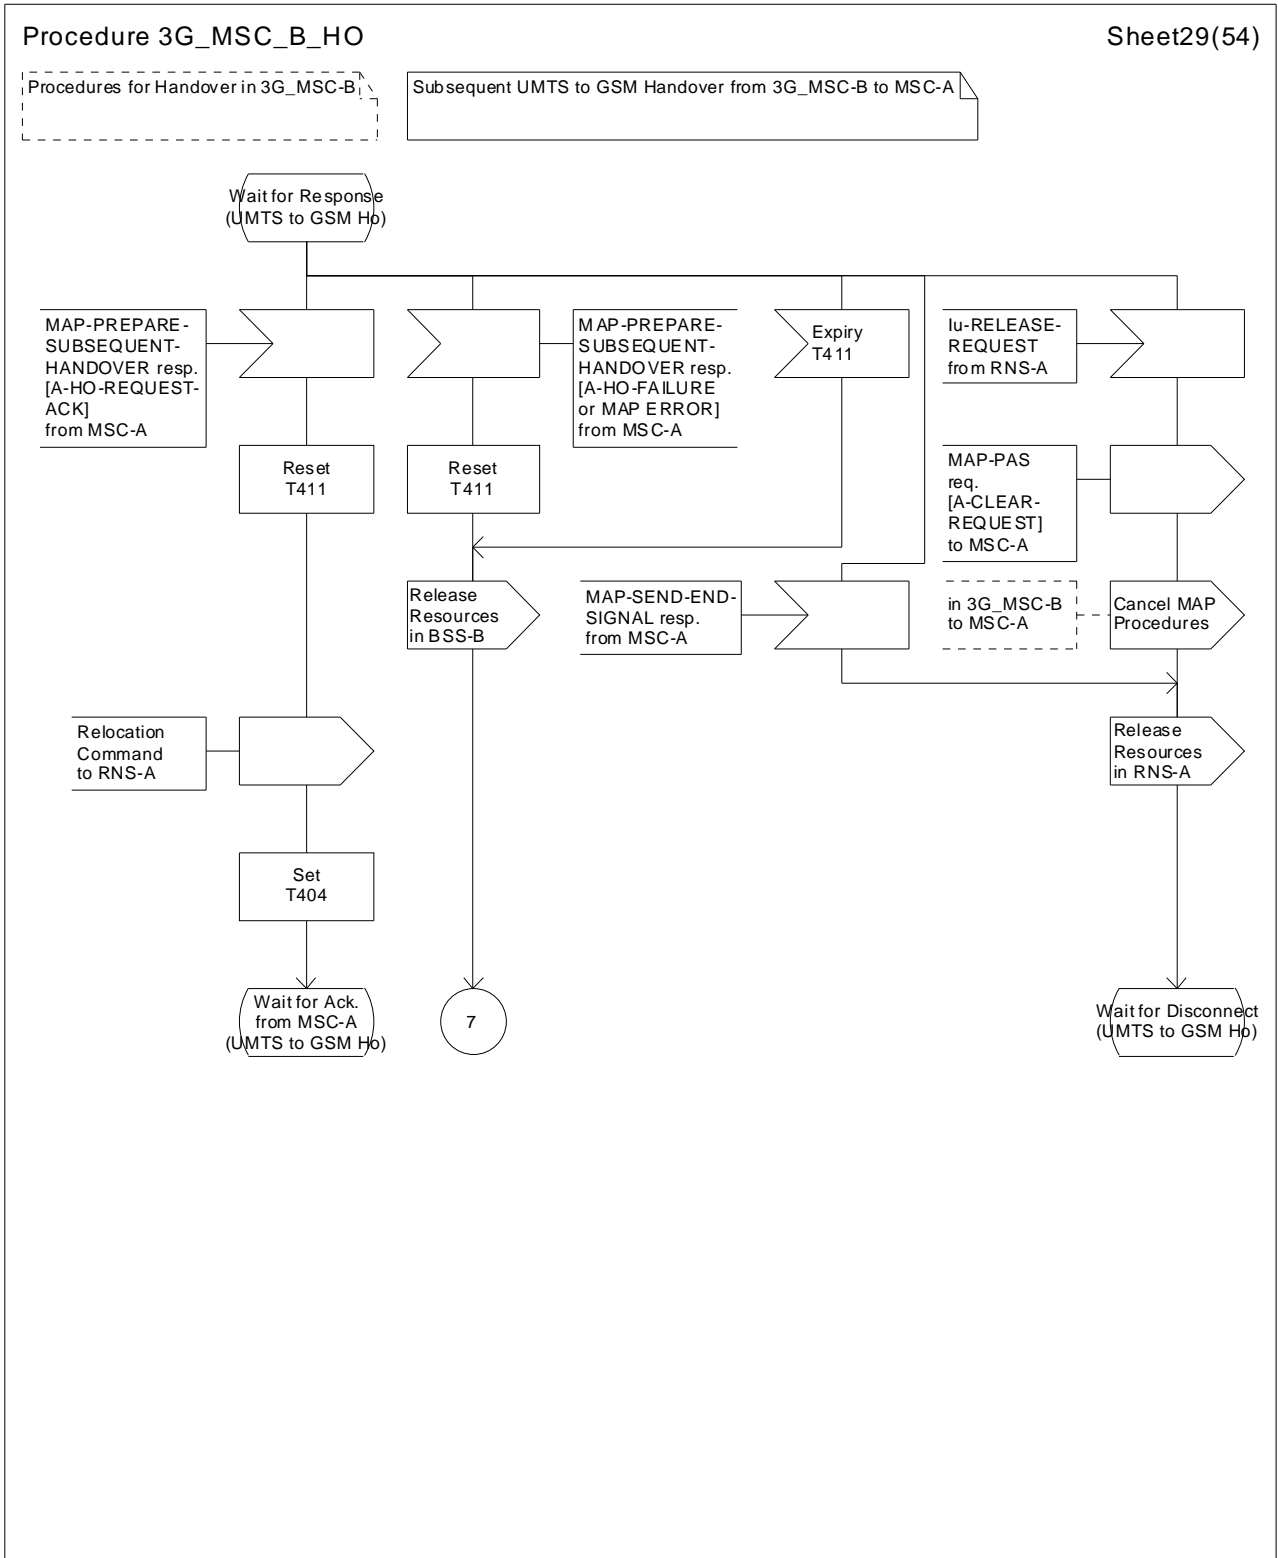 Procedure 3G_MSC_B_HO
Sheet29(54)
Procedures for Handover in 3G_MSC-B
Subsequent UMTS to GSM Handover from 3G_MSC-B to MSC-A
Wait for Response
(UMTS to GSM Ho)
MAP-PREPARE-
SUBSEQUENT-
HANDOVER resp.
[A-HO-REQUEST-
ACK]
from MSC-A
MAP-PREPARE-
SUBSEQUENT-
HANDOVER resp.
[A-HO-FAILURE
or MAP ERROR]
from MSC-A
Expiry
T411
Iu-RELEASE-
REQUEST
from RNS-A
Reset
T411
Reset
T411
MAP-PAS
req.
[A-CLEAR-
REQUEST]
to MSC-A
Release
Resources
in BSS-B
MAP-SEND-END-
SIGNAL resp.
from MSC-A
in 3G_MSC-B
to MSC-A
Cancel MAP
Procedures
Relocation
Command
to RNS-A
Release
Resources
in RNS-A
Set
T404
Wait for Ack.
from MSC-A
(UMTS to GSM Ho)
7
Wait for Disconnect
(UMTS to GSM Ho)